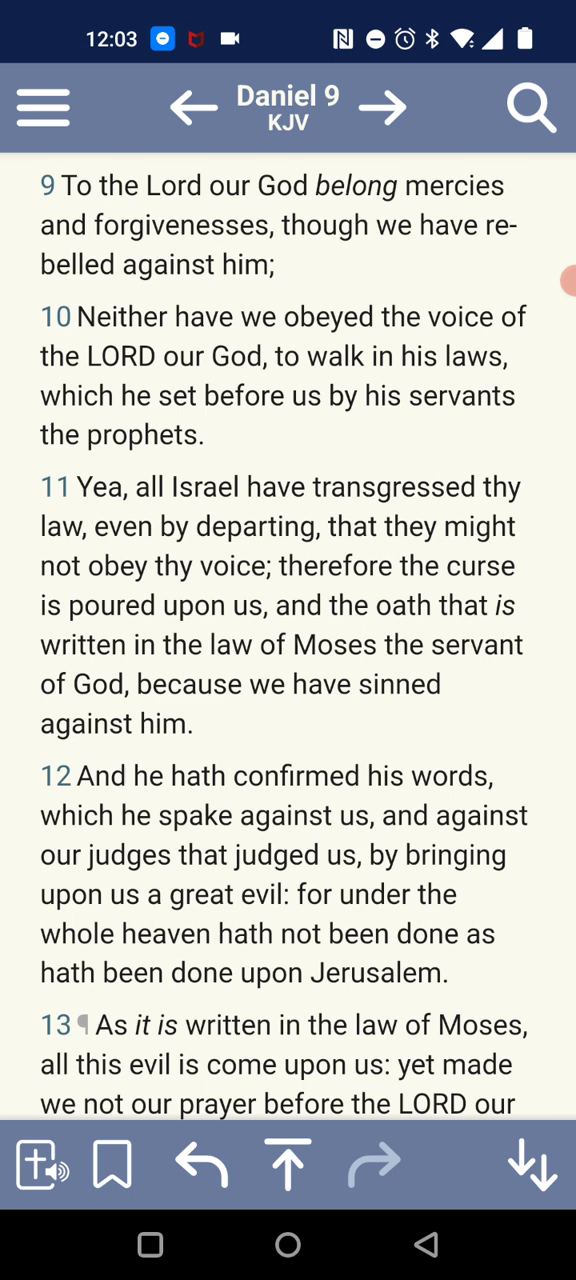 12:03
Daniel 9
KJV
9 To the Lord our God belong mercies
and forgivenesses, though we have re-
belled against him;
10 Neither have we obeyed the voice of
the LORD our God, to walk in his laws,
which he set before us by his servants
the prophets.
11 Yea, all Israel have transgressed thy
law, even by departing, that they might
not obey thy voice; therefore the curse
is poured upon us, and the oath that is
written in the law of Moses the servant
of God, because we have sinned
against him.
12 And he hath confirmed his words,
which he spake against us, and against
our judges that judged us, by bringing
upon us a great evil: for under the
whole heaven hath not been done as
hath been done upon Jerusalem.
13 ¶ As it is written in the law of Moses,
all this evil is come upon us: yet made
we not our prayer before the LORD our